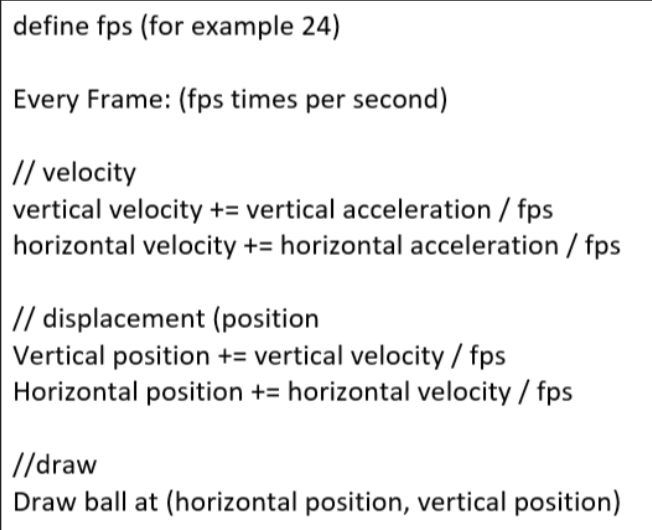 define fps (for example 24)
Every Frame: (fps times per second)
// velocity
vertical velocity += vertical acceleration / fps
horizontal velocity += horizontal acceleration / fps
// displacement (position
Vertical position += vertical velocity / fps
Horizontal position += horizontal velocity / fps
//draw
Draw ball at (horizontal position, vertical position)